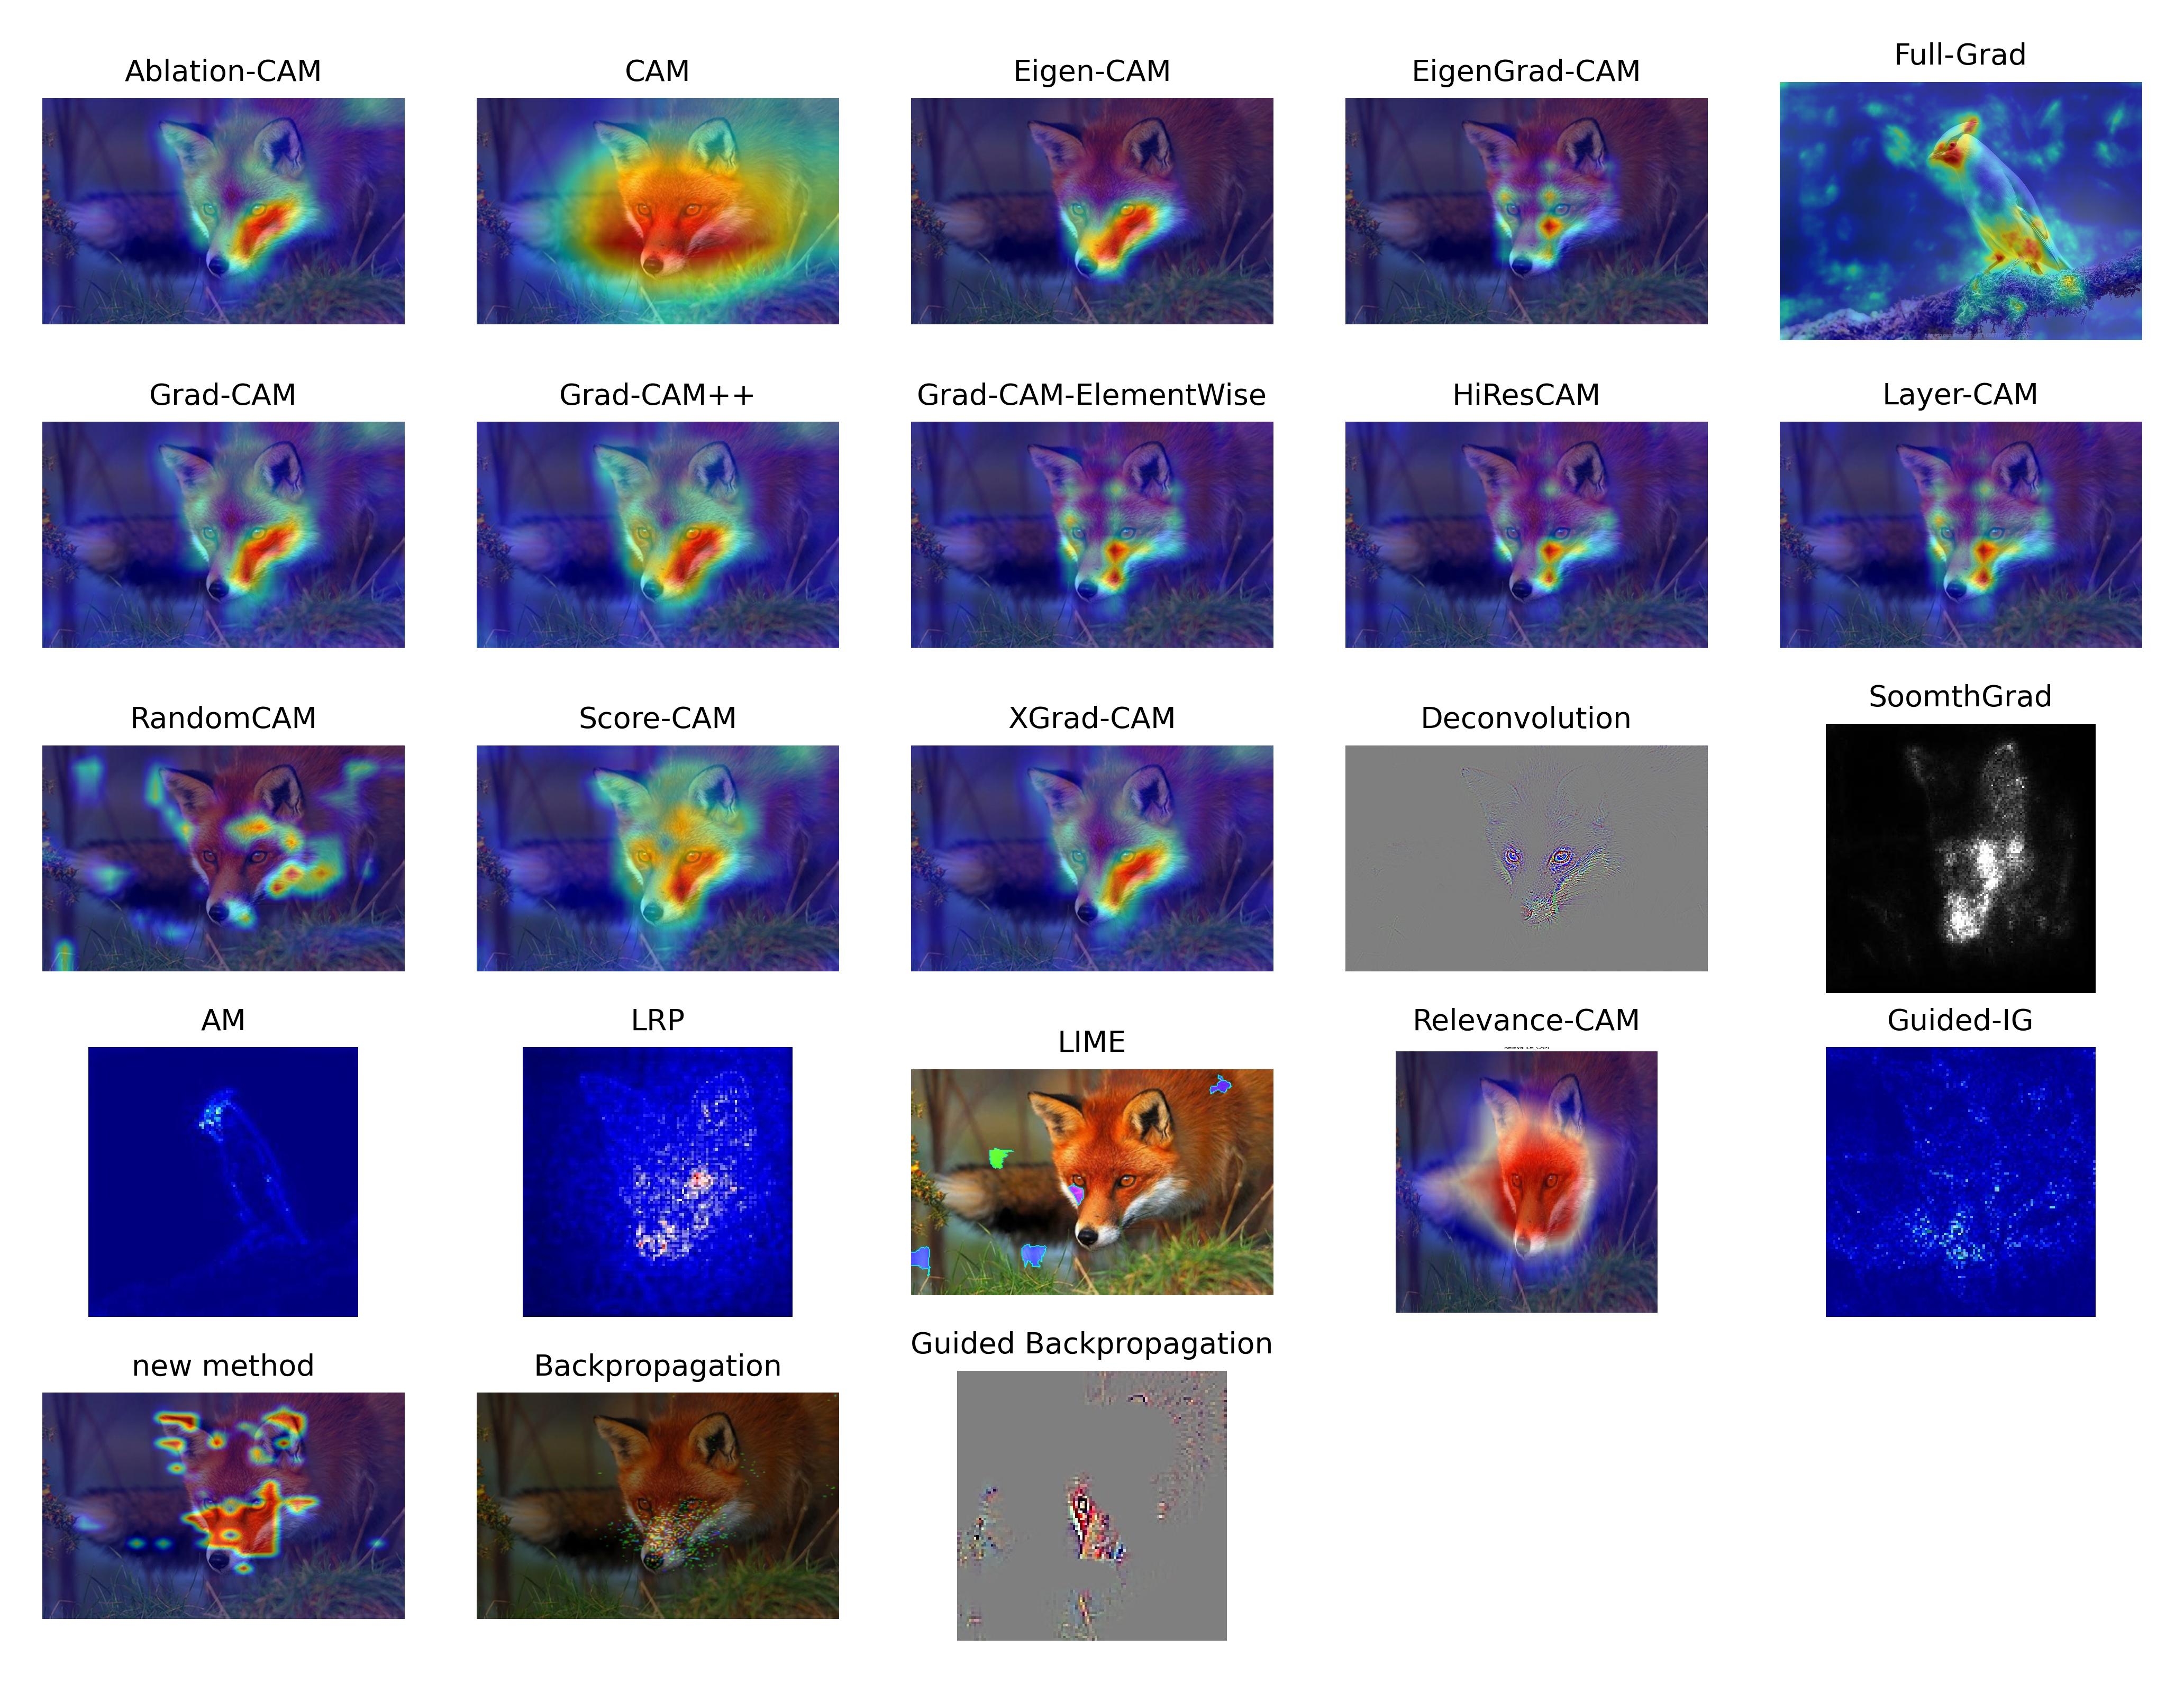 Ablation-CAM
CAM
Eigen-CAM
EigenGrad-CAM
Full-Grad
Grad-CAM
Grad-CAM++
Grad-CAM-ElementWise
HiResCAM
Layer-CAM
RandomCAM
Score-CAM
XGrad-CAM
Deconvolution
SoomthGrad
AM
LRP
LIME
Relevance-CAM
Guided-IG
new method
Backpropagation
Guided Backpropagation